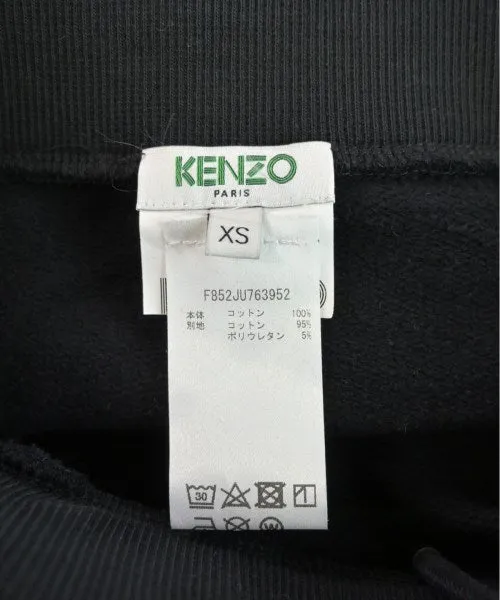 KENZO
PARIS
XS
F852JU763952
本体 コットン 100%
別地 コットン 95%
ポリウレタン 5%
30